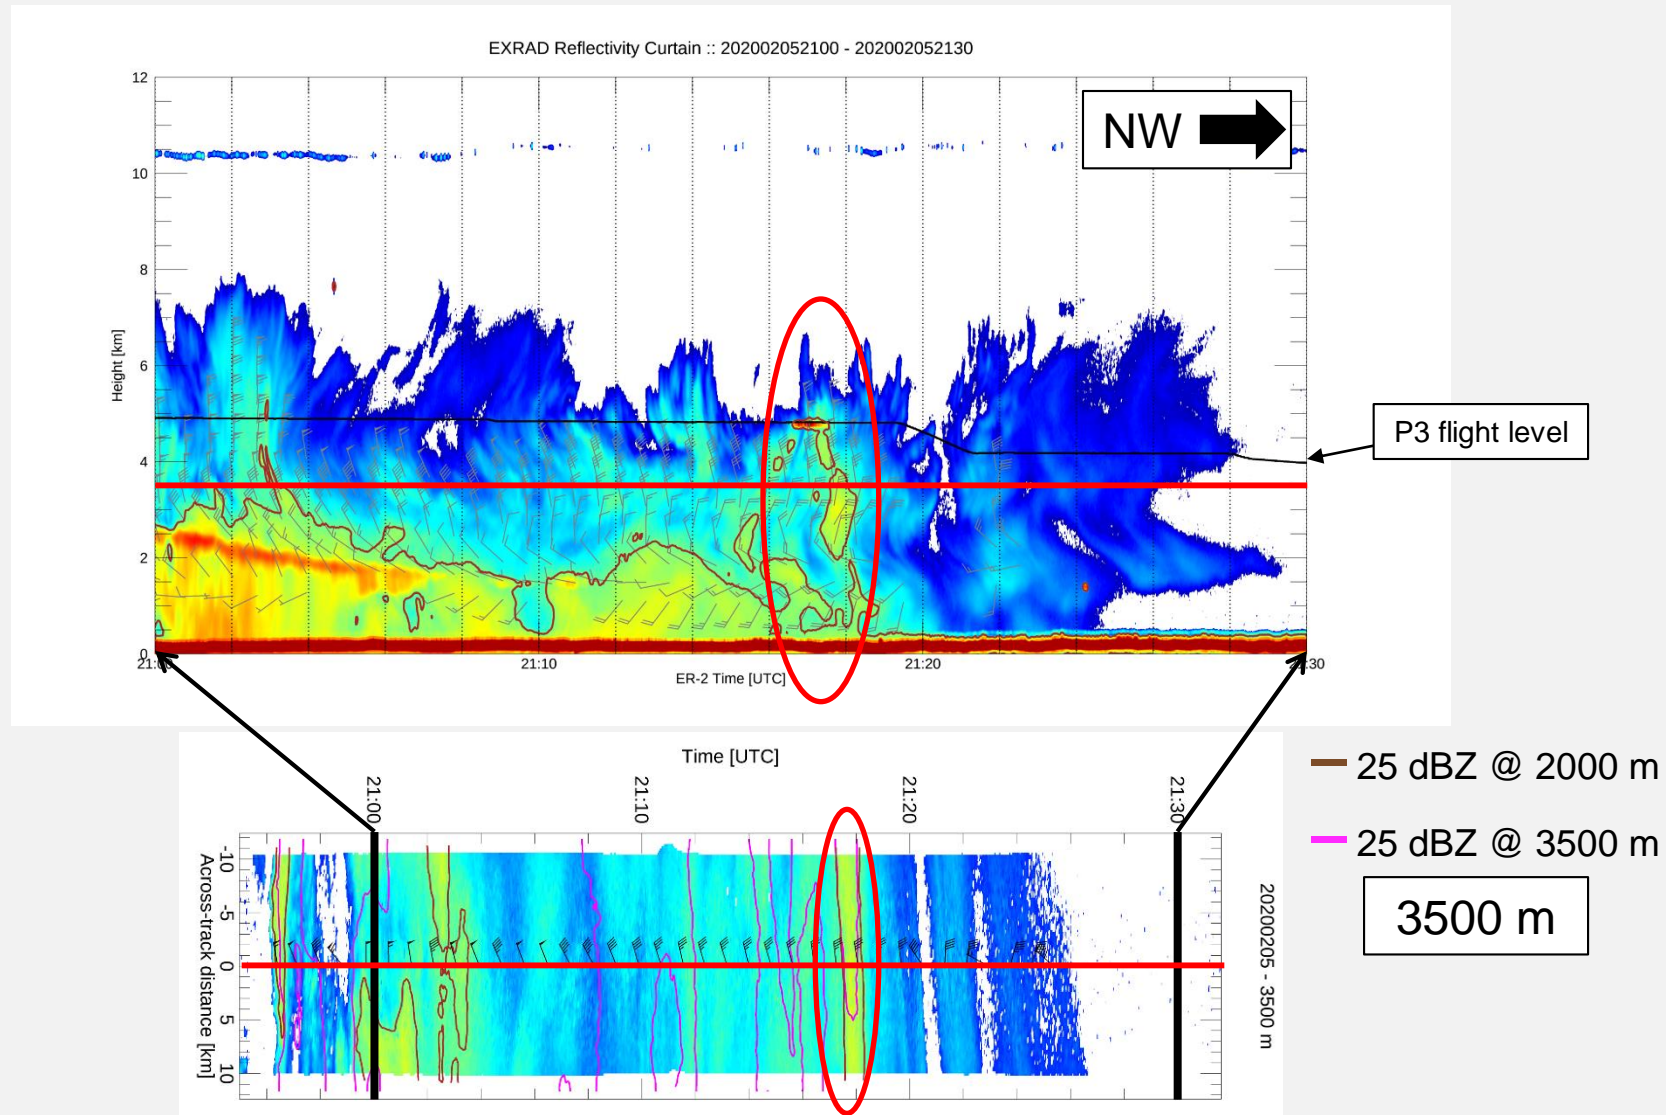 EXRAD Reflectivity Curtain :: 202002052100 - 202002052130
NW
12
10
8
6
4
2
0
Height [km]
P3 flight level
21:10
21:20
ER-2 Time [UTC]
Time [UTC]
21:00
21:10
21:20
21:30
-10
-5
0
5
10
Across-track distance [km]
20200205 - 3500 m
25 dBZ @ 2000 m
25 dBZ @ 3500 m
3500 m